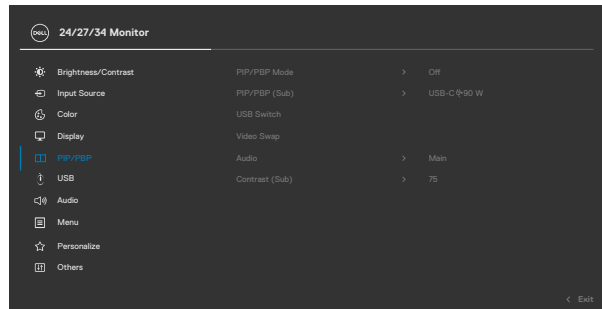 DELL 24/27/34 Monitor
Brightness/Contrast PIP/PBP Mode > Off
Input Source PIP/PBP (Sub) > USB-C 90 W
Color USB Switch
Display Video Swap
PIP/PBP Audio > Main
USB Contrast (Sub) > 75
Audio
Menu
Personalize
Others
< Exit